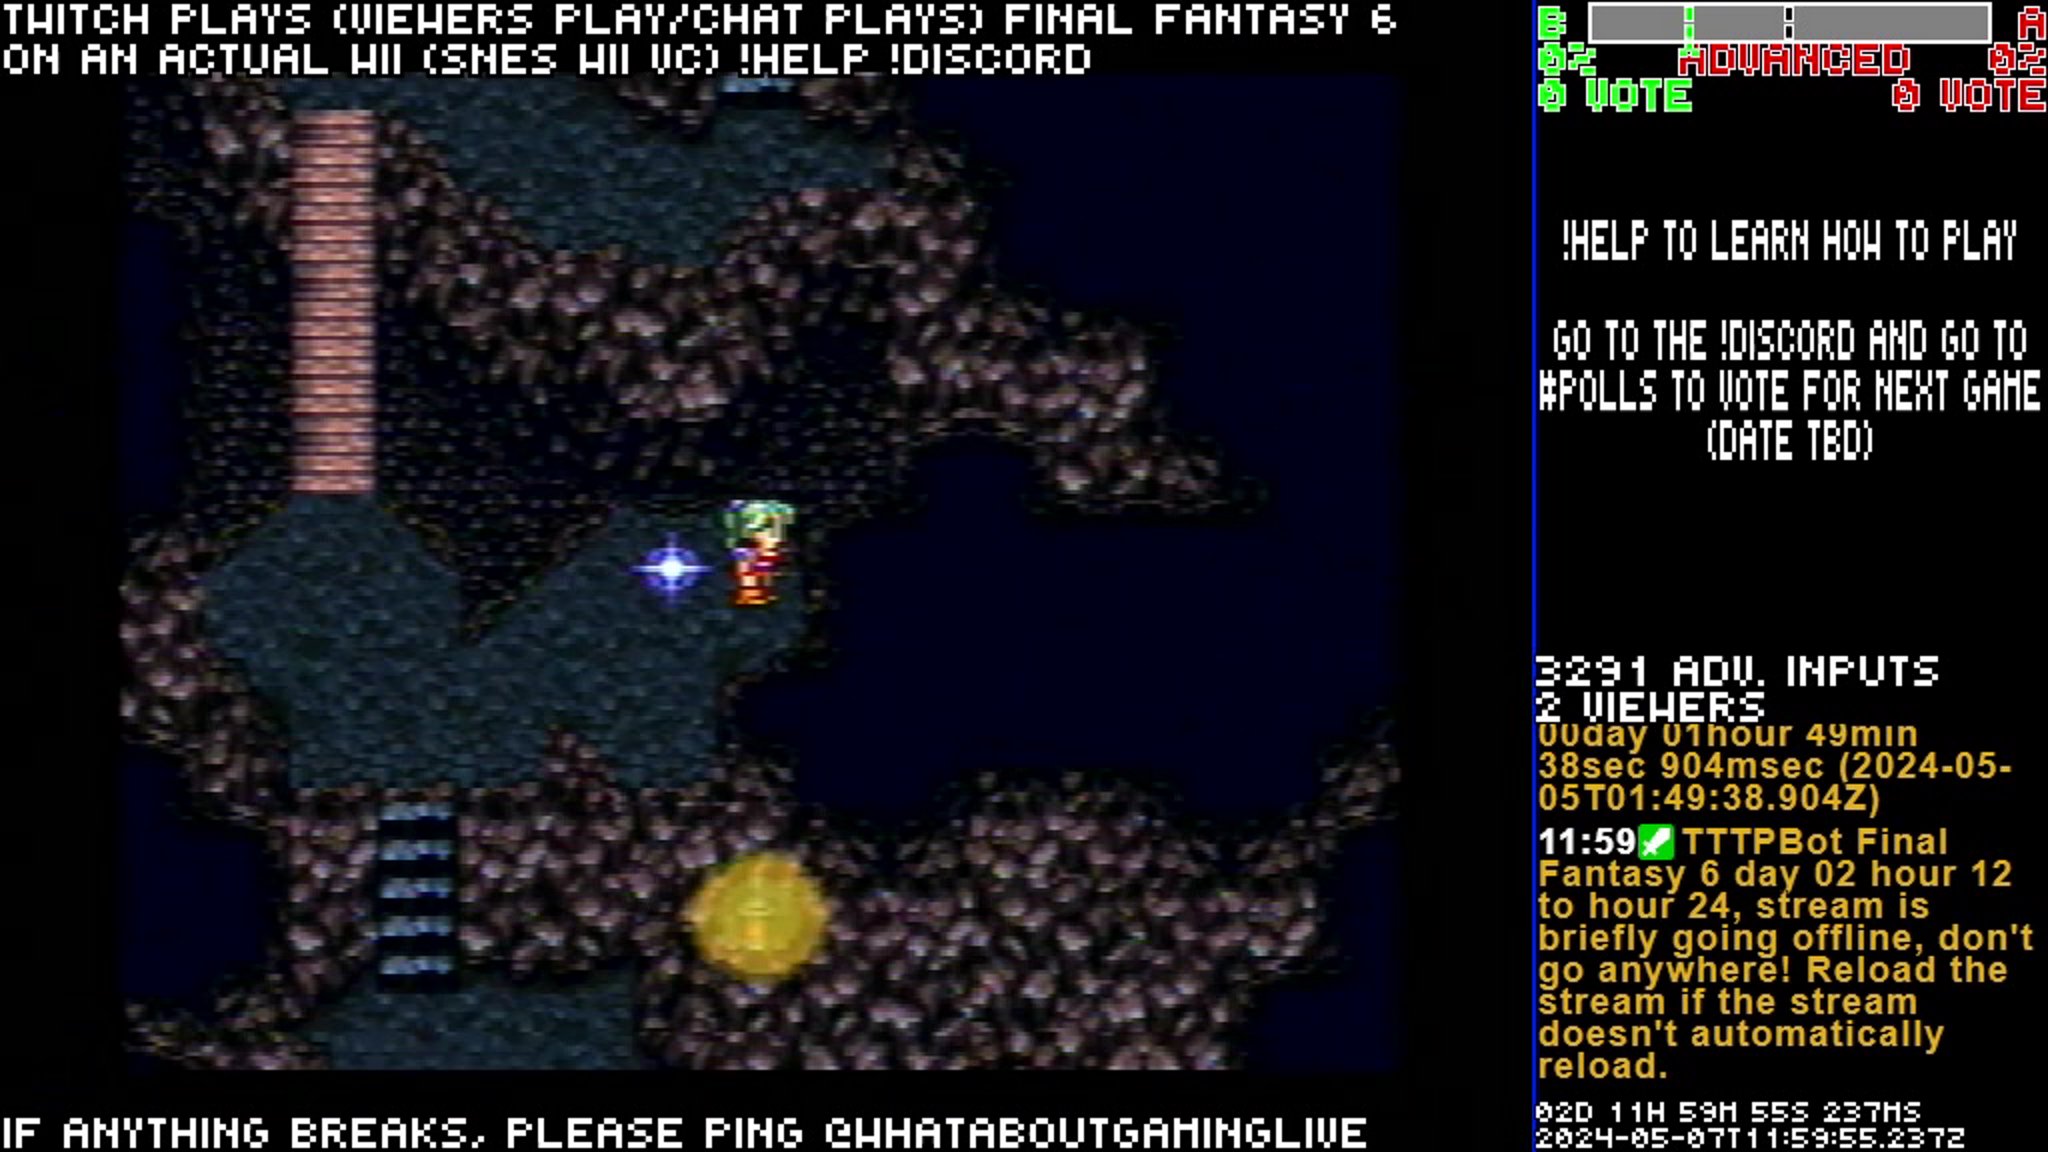 TWITCH PLAYS (VIEWERS PLAY/CHAT PLAYS) FINAL FANTASY 6
ON AN ACTUAL WII (SNES WII VC) !HELP !DISCORD
B A
0% ADVANCED 0%
0 VOTE 0 VOTE
!HELP TO LEARN HOW TO PLAY
GO TO THE !DISCORD AND GO TO
#POLLS TO VOTE FOR NEXT GAME
(DATE TBD)
3291 ADV. INPUTS
2 VIEWERS
00day 01hour 49min
38sec 904msec (2024-05-
05T01:49:38.904Z)
11:59 TTTPBot Final
Fantasy 6 day 02 hour 12
to hour 24, stream is
briefly going offline, don't
go anywhere! Reload the
stream if the stream
doesn't automatically
reload.
02D 11H 59M 55S 237MS
2024-05-07T11:59:55.237Z
IF ANYTHING BREAKS, PLEASE PING @WHATABOUTGAMINGLIVE